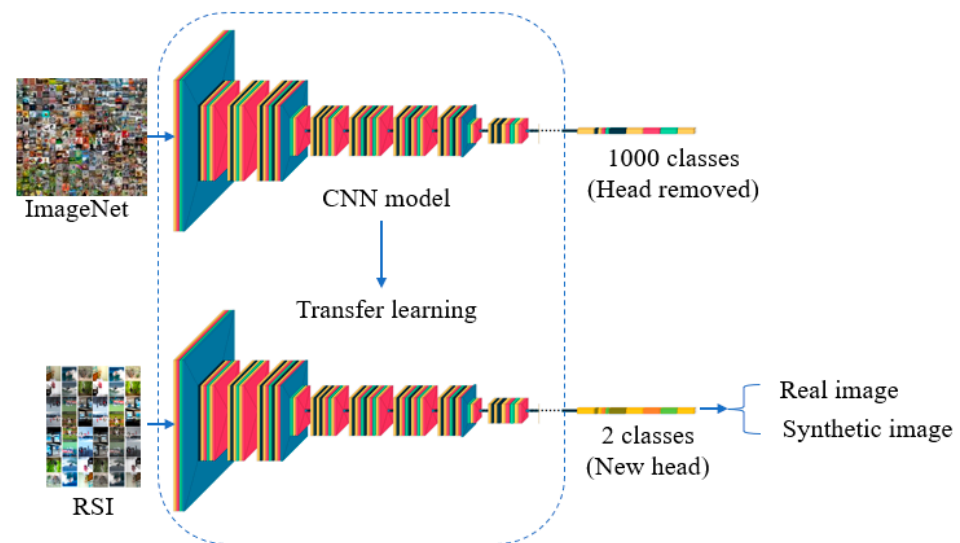 ImageNet
CNN model
1000 classes
(Head removed)
Transfer learning
RSI
2 classes
(New head)
Real image
Synthetic image